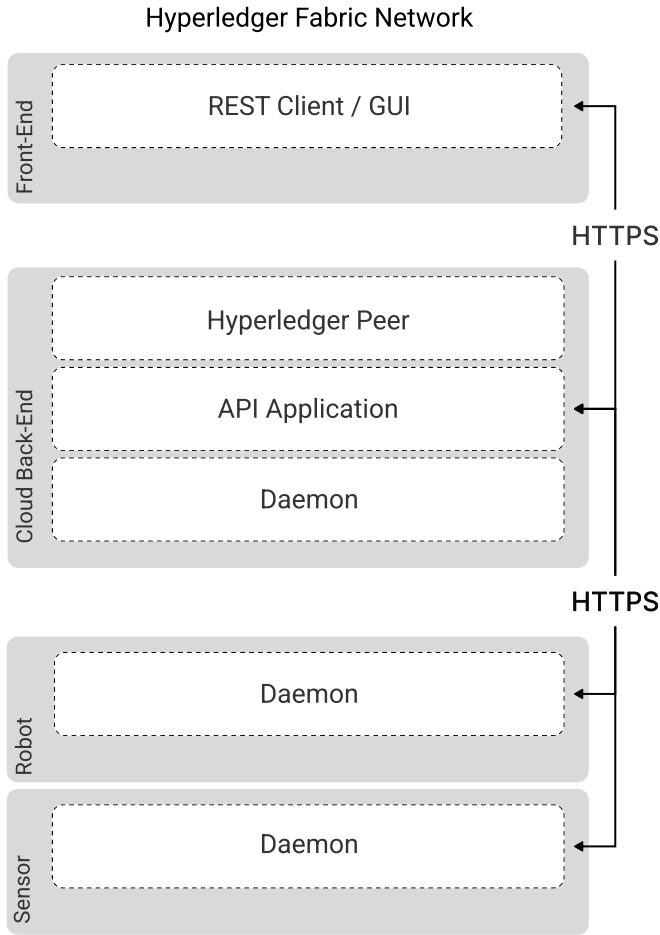 Hyperledger Fabric Network
Front-End
REST Client / GUI
HTTPS
Cloud Back-End
Hyperledger Peer
API Application
Daemon
HTTPS
Robot
Daemon
Sensor
Daemon